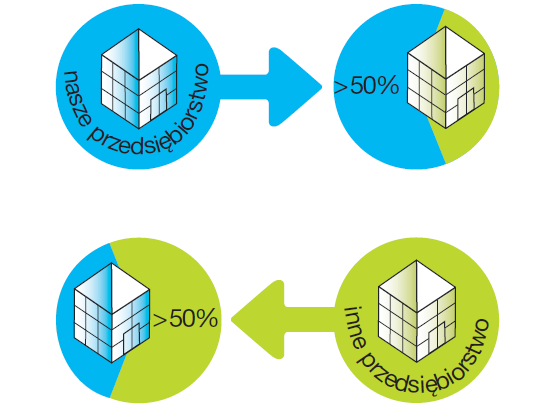 nasze przedsiębiorstwo
>50%
>50%
inne przedsiębiorstwo